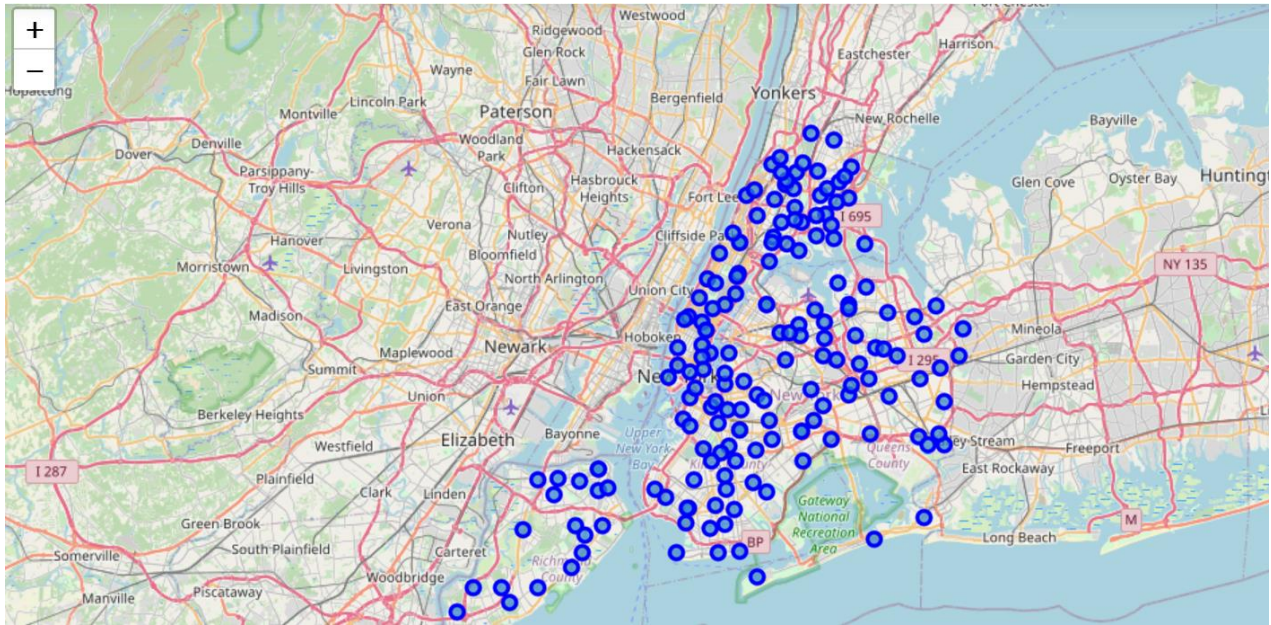 +
−
Westwood
Ridgewood
Glen Rock
Eastchester
Harrison
Wayne
Fair Lawn
Lincoln Park
Bergenfield
Yonkers
Montville
Paterson
New Rochelle
Bayville
Denville
Woodland
Park
Hackensack
Dover
Parsippany-
Troy Hills
Clifton
Hasbrouck
Heights
Fort Lee
Glen Cove
Oyster Bay
Verona
Nutley
I 695
Hanover
Cliffside
Bloomfield
Morristown
Livingston
North Arlington
NY 135
Union City
East Orange
Madison
Hoboken
Mineola
Newark
Maplewood
I 295
Garden City
Summit
Hempstead
Union
New York
Berkeley Heights
Elizabeth
Bayonne
Upper
New York
Bay
Westfield
Queens
County
Freeport
I 287
East Rockaway
Plainfield
Clark
Linden
Gateway
National
Recreation
Area
Green Brook
M
South Plainfield
Long Beach
BP
Somerville
Carteret
County
Woodbridge
Piscataway
Manville